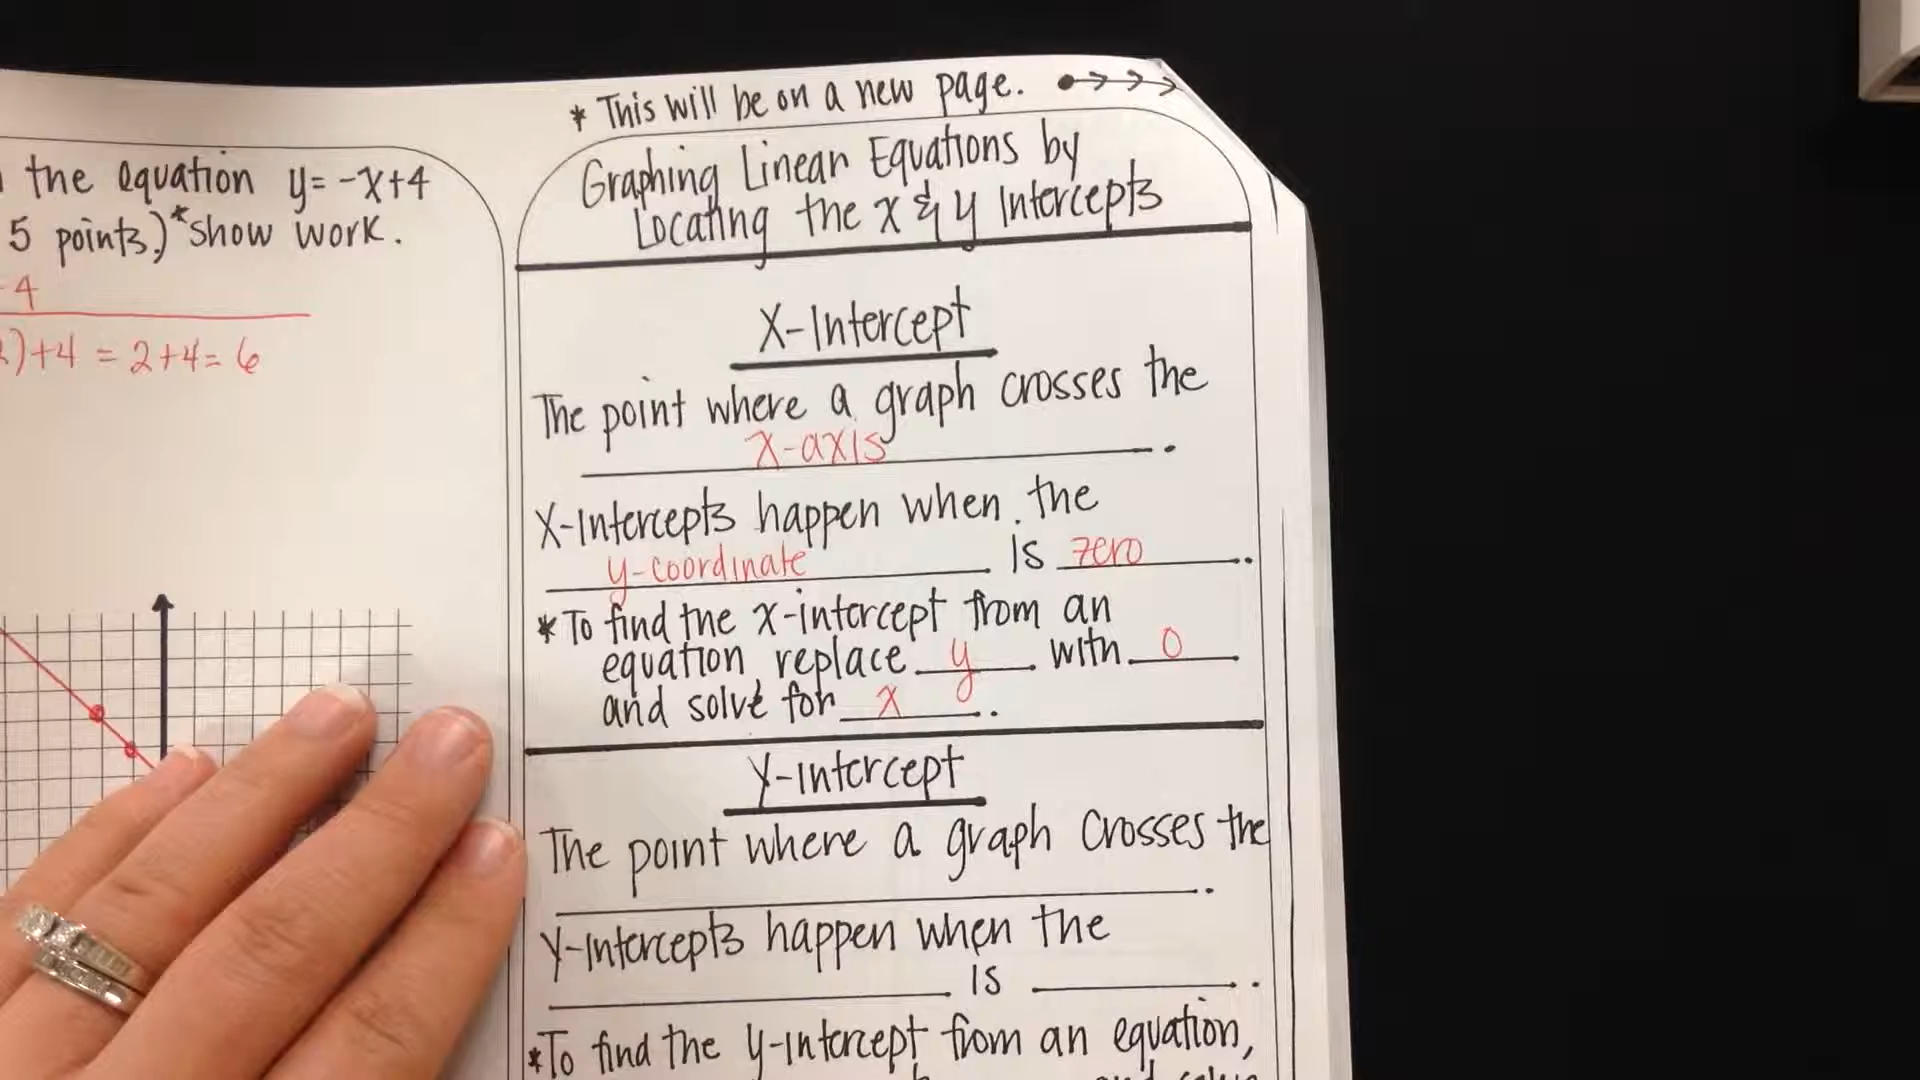 the equation y= -x+4
5 points.) *show work.
4
)+4 = 2+4= 6
* This will be on a new page.
Graphing Linear Equations by
Locating the x & y Intercepts
X-Intercept
The point where a graph crosses the
x-axis.
X-Intercepts happen when the
y-coordinate is zero.
*To find the x-intercept from an
equation replace y with 0
and solve for x.
Y-Intercept
The point where a graph crosses the
Y-Intercepts happen when the
is
*To find the y-intercept from an equation,
and solve